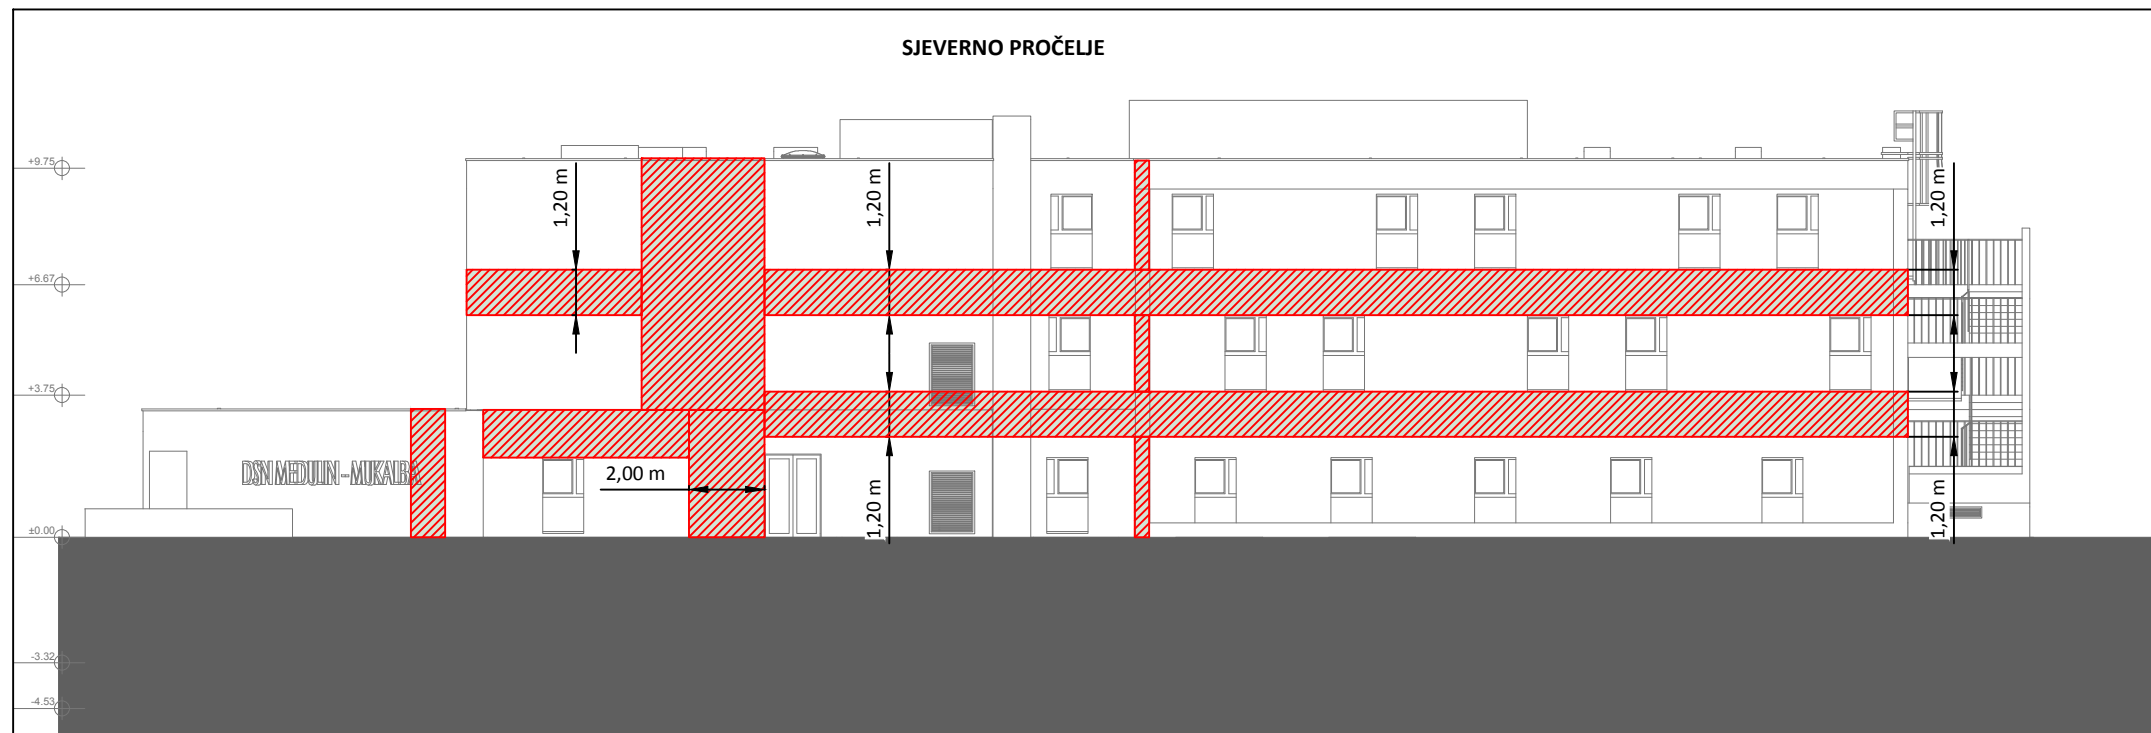 SJEVERNO PROČELJE
+9.75
1,20 m
1,20 m
1,20 m
+6.67
+3.75
DSN MEDULIN - MUKALBA
2,00 m
1,20 m
1,20 m
±0.00
-3.32
-4.53